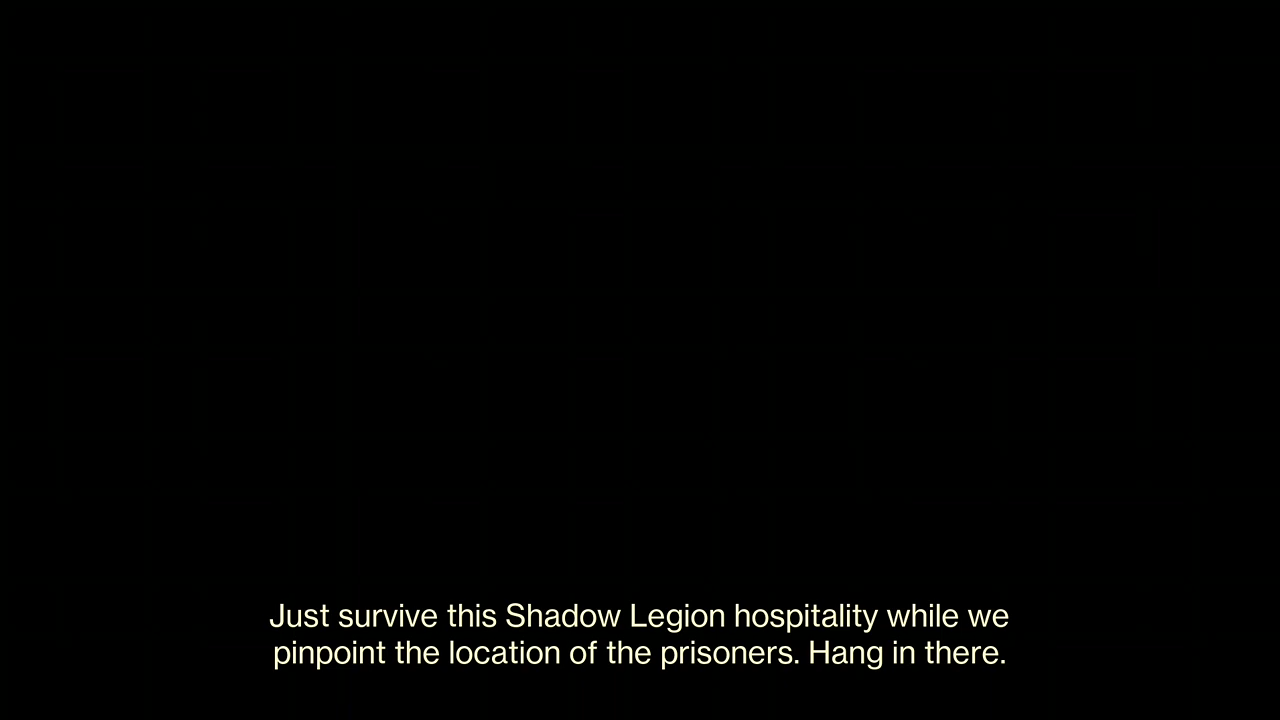 Just survive this Shadow Legion hospitality while we
pinpoint the location of the prisoners. Hang in there.